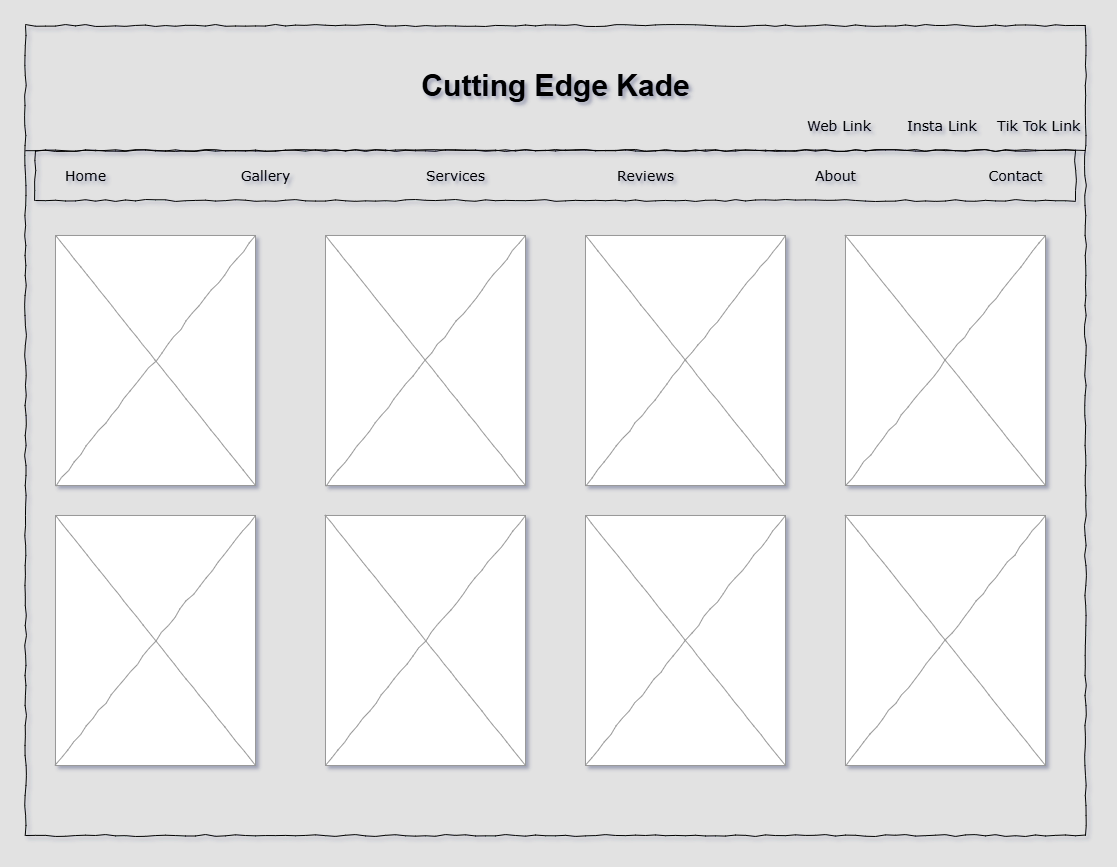 Cutting Edge Kade
Web Link Insta Link Tik Tok Link
Home Gallery Services Reviews About Contact